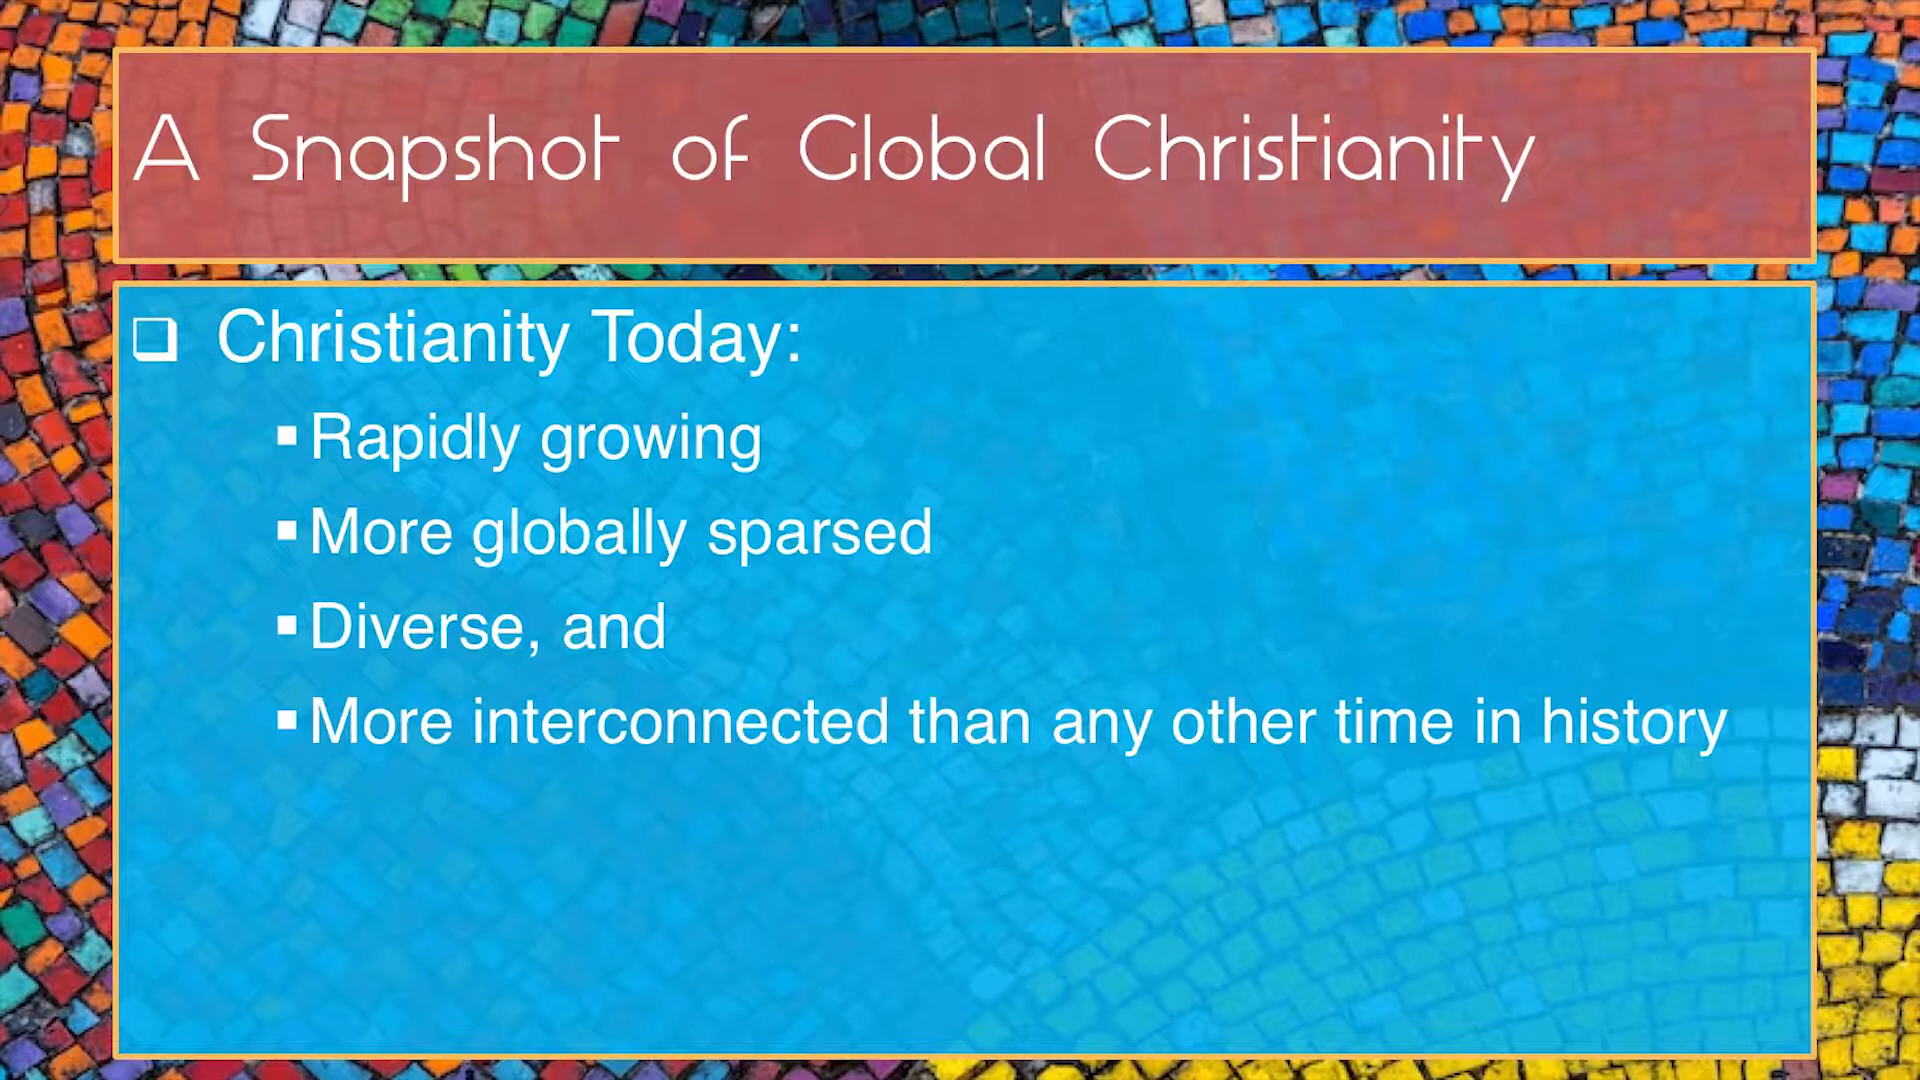 A Snapshot of Global Christianity
Christianity Today:
Rapidly growing
More globally sparsed
Diverse, and
More interconnected than any other time in history